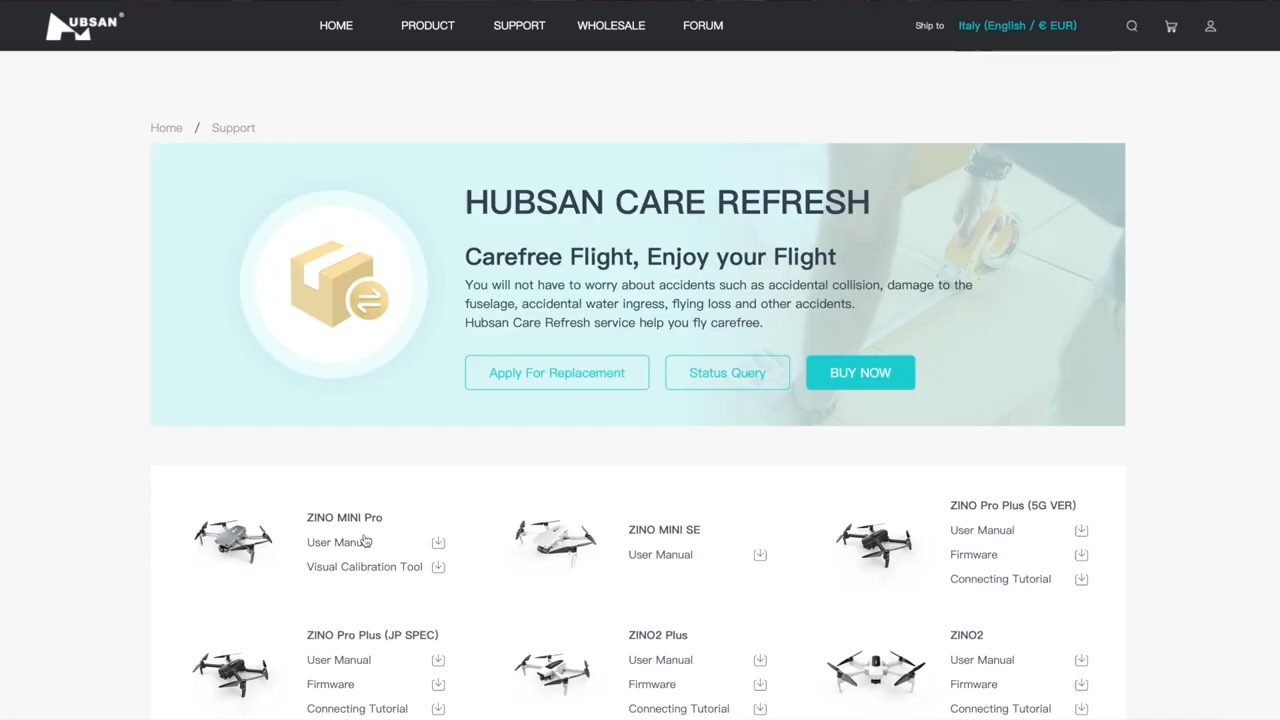 UBSAN®
HOME PRODUCT SUPPORT WHOLESALE FORUM Ship to Italy (English / € EUR)
Home / Support
HUBSAN CARE REFRESH
Carefree Flight, Enjoy your Flight
You will not have to worry about accidents such as accidental collision, damage to the
fuselage, accidental water ingress, flying loss and other accidents.
Hubsan Care Refresh service help you fly carefree.
Apply For Replacement Status Query BUY NOW
ZINO MINI Pro
User Manual
Visual Calibration Tool
ZINO MINI SE
User Manual
ZINO Pro Plus (5G VER)
User Manual
Firmware
Connecting Tutorial
ZINO Pro Plus (JP SPEC)
User Manual
Firmware
Connecting Tutorial
ZINO2 Plus
User Manual
Firmware
Connecting Tutorial
ZINO2
User Manual
Firmware
Connecting Tutorial